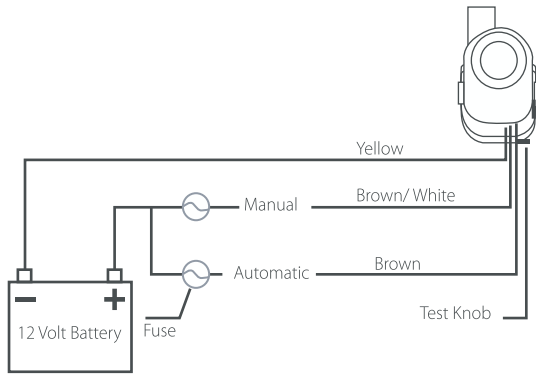 Yellow
Manual
Brown/ White
Automatic
Brown
Test Knob
Fuse
12 Volt Battery